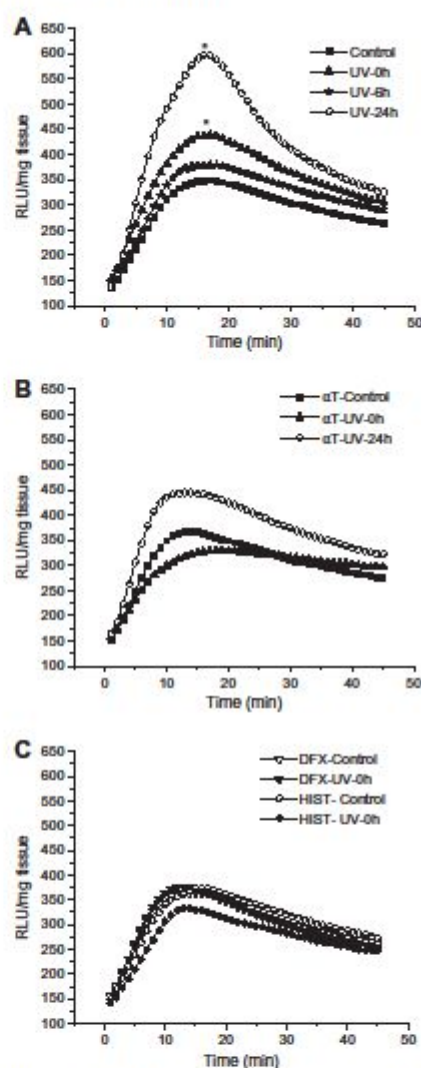 A
650
600
550
500
450
400
350
300
250
200
150
100
RLU/mg tissue
*
*
Control
UV-0h
UV-6h
UV-24h
0 10 20 30 40 50
Time (min)
B
650
600
550
500
450
400
350
300
250
200
150
100
RLU/mg tissue
αT-Control
αT-UV-0h
αT-UV-24h
0 10 20 30 40 50
Time (min)
C
650
600
550
500
450
400
350
300
250
200
150
100
RLU/mg tissue
DFX-Control
DFX-UV-0h
HIST- Control
HIST- UV-0h
0 10 20 30 40 50
Time (min)